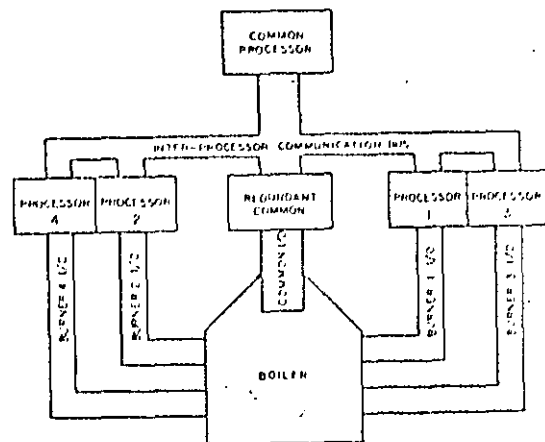 COMMON
PROCESSOR
INTER-PROCESSOR COMMUNICATION BUS
PROCESSOR
4
PROCESSOR
2
REDUNDANT
COMMON
PROCESSOR
1
PROCESSOR
3
BURNER 4 I/O
BURNER 2 I/O
COMMON I/O
BURNER 1 I/O
BURNER 3 I/O
BOILER